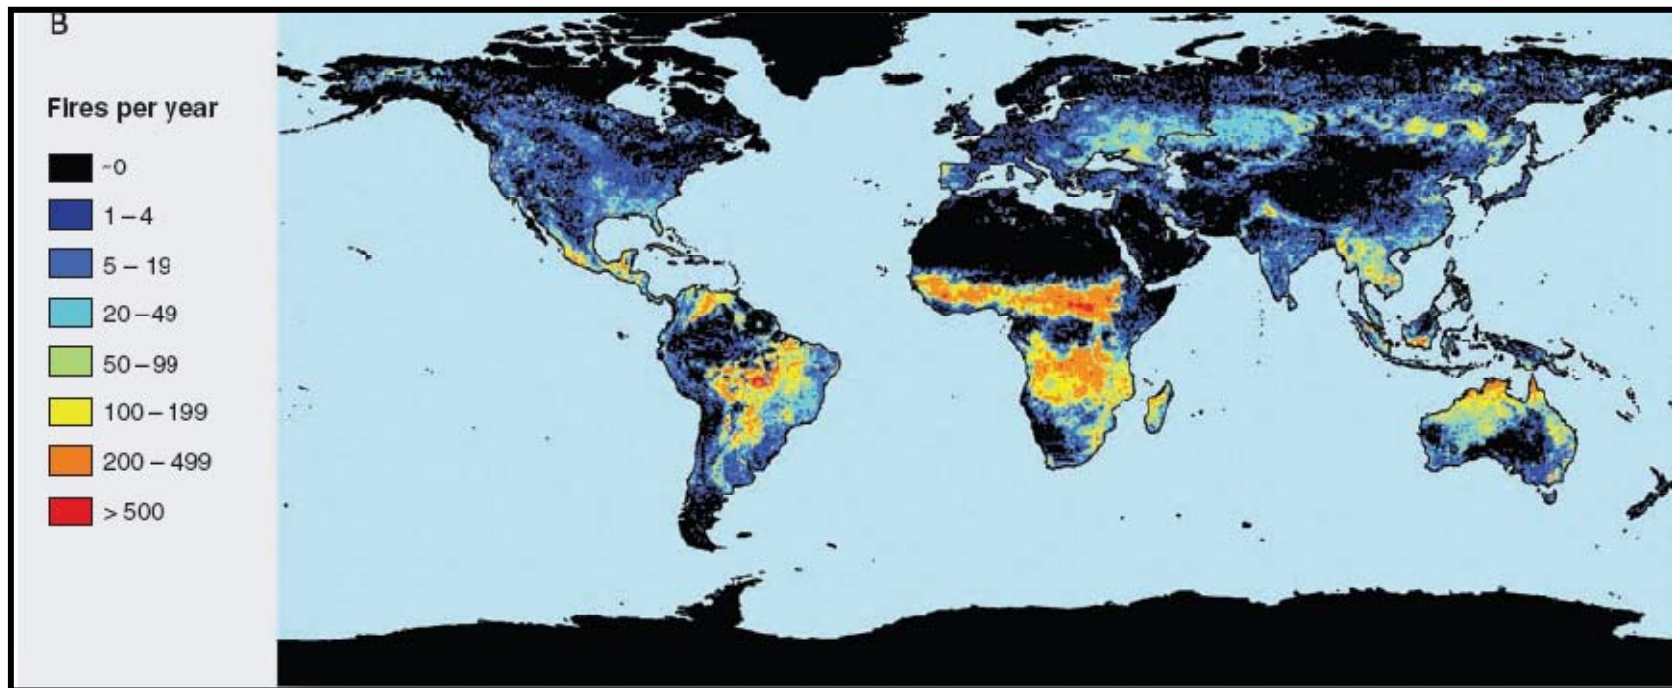 B
Fires per year
~0
1 – 4
5 – 19
20 – 49
50 – 99
100 – 199
200 – 499
> 500